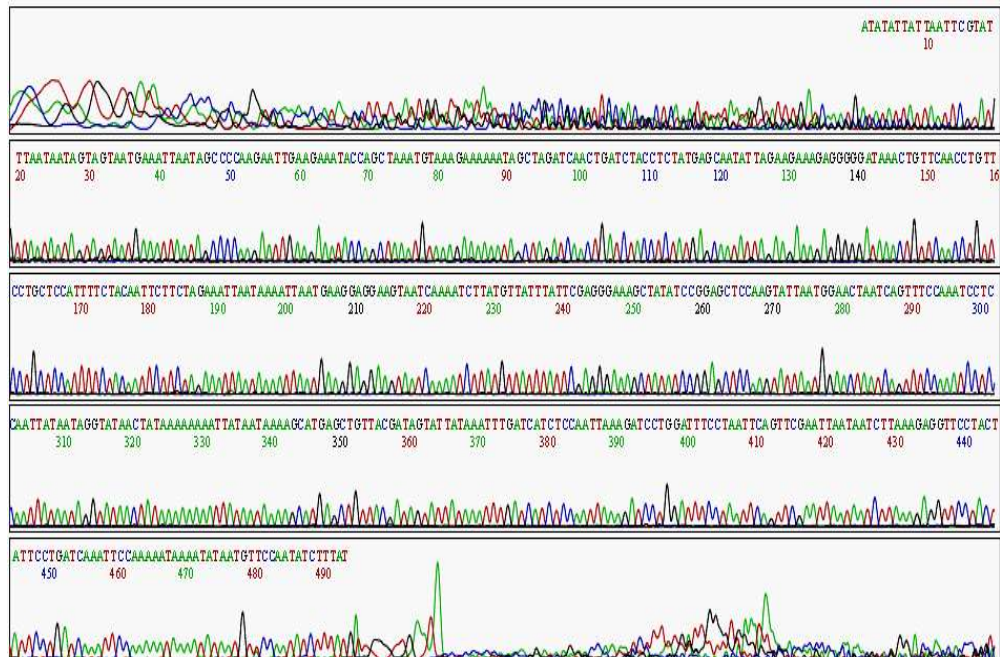 ATATATTATTAATTCGTAT
10
TTAATAATAGTAGTAATGAAATTAATAGCCCCAAGAATTGAAGAAATACCAGCTAAATGTAAAGAAAAAATAGCTAGATCAACTGATCTACCTCTATGAGCAATATTAGAAGAAAGAGGGGGATAAACTGTTCAACCTGTT
20 30 40 50 60 70 80 90 100 110 120 130 140 150 16
CCTGCTCCATTTTCTACAATTCTTCTAGAAATTAATAAAATTAATGAAGGAGGAAGTAATCAAAATCTTATGTTATTTATTCGAGGGAAAGCTATATCCGGAGCTCCAAGTATTAATGGAACTAATCAGTTTCCAAATCCTC
170 180 190 200 210 220 230 240 250 260 270 280 290 300
CAATTATAATAGGTATAACTATAAAAAAAATTATAATAAAAGCATGAGCTGTTACGATAGTATTATAAATTTGATCATCTCCAATTAAAGATCCTGGATTTCCTAATTCAGTTCGAATTAATAATCTTAAAGAGGTTCCTACT
310 320 330 340 350 360 370 380 390 400 410 420 430 440
ATTCCTGATCAAATTCCAAAAATAAAATATAATGTTCCAATATCTTTAT
450 460 470 480 490